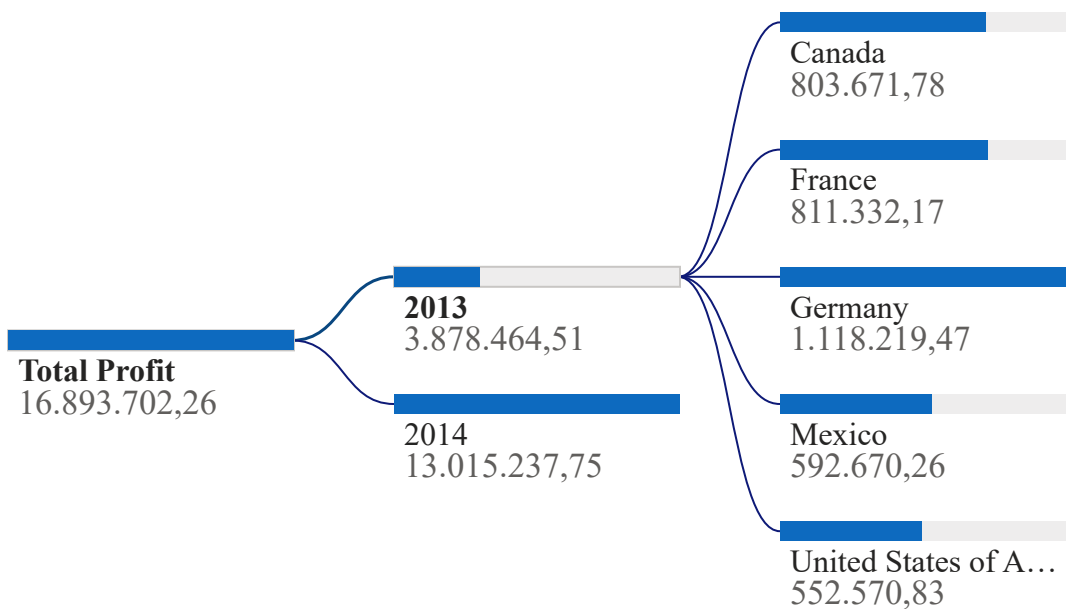 Total Profit
16.893.702,26
2013
3.878.464,51
2014
13.015.237,75
Canada
803.671,78
France
811.332,17
Germany
1.118.219,47
Mexico
592.670,26
United States of A…
552.570,83